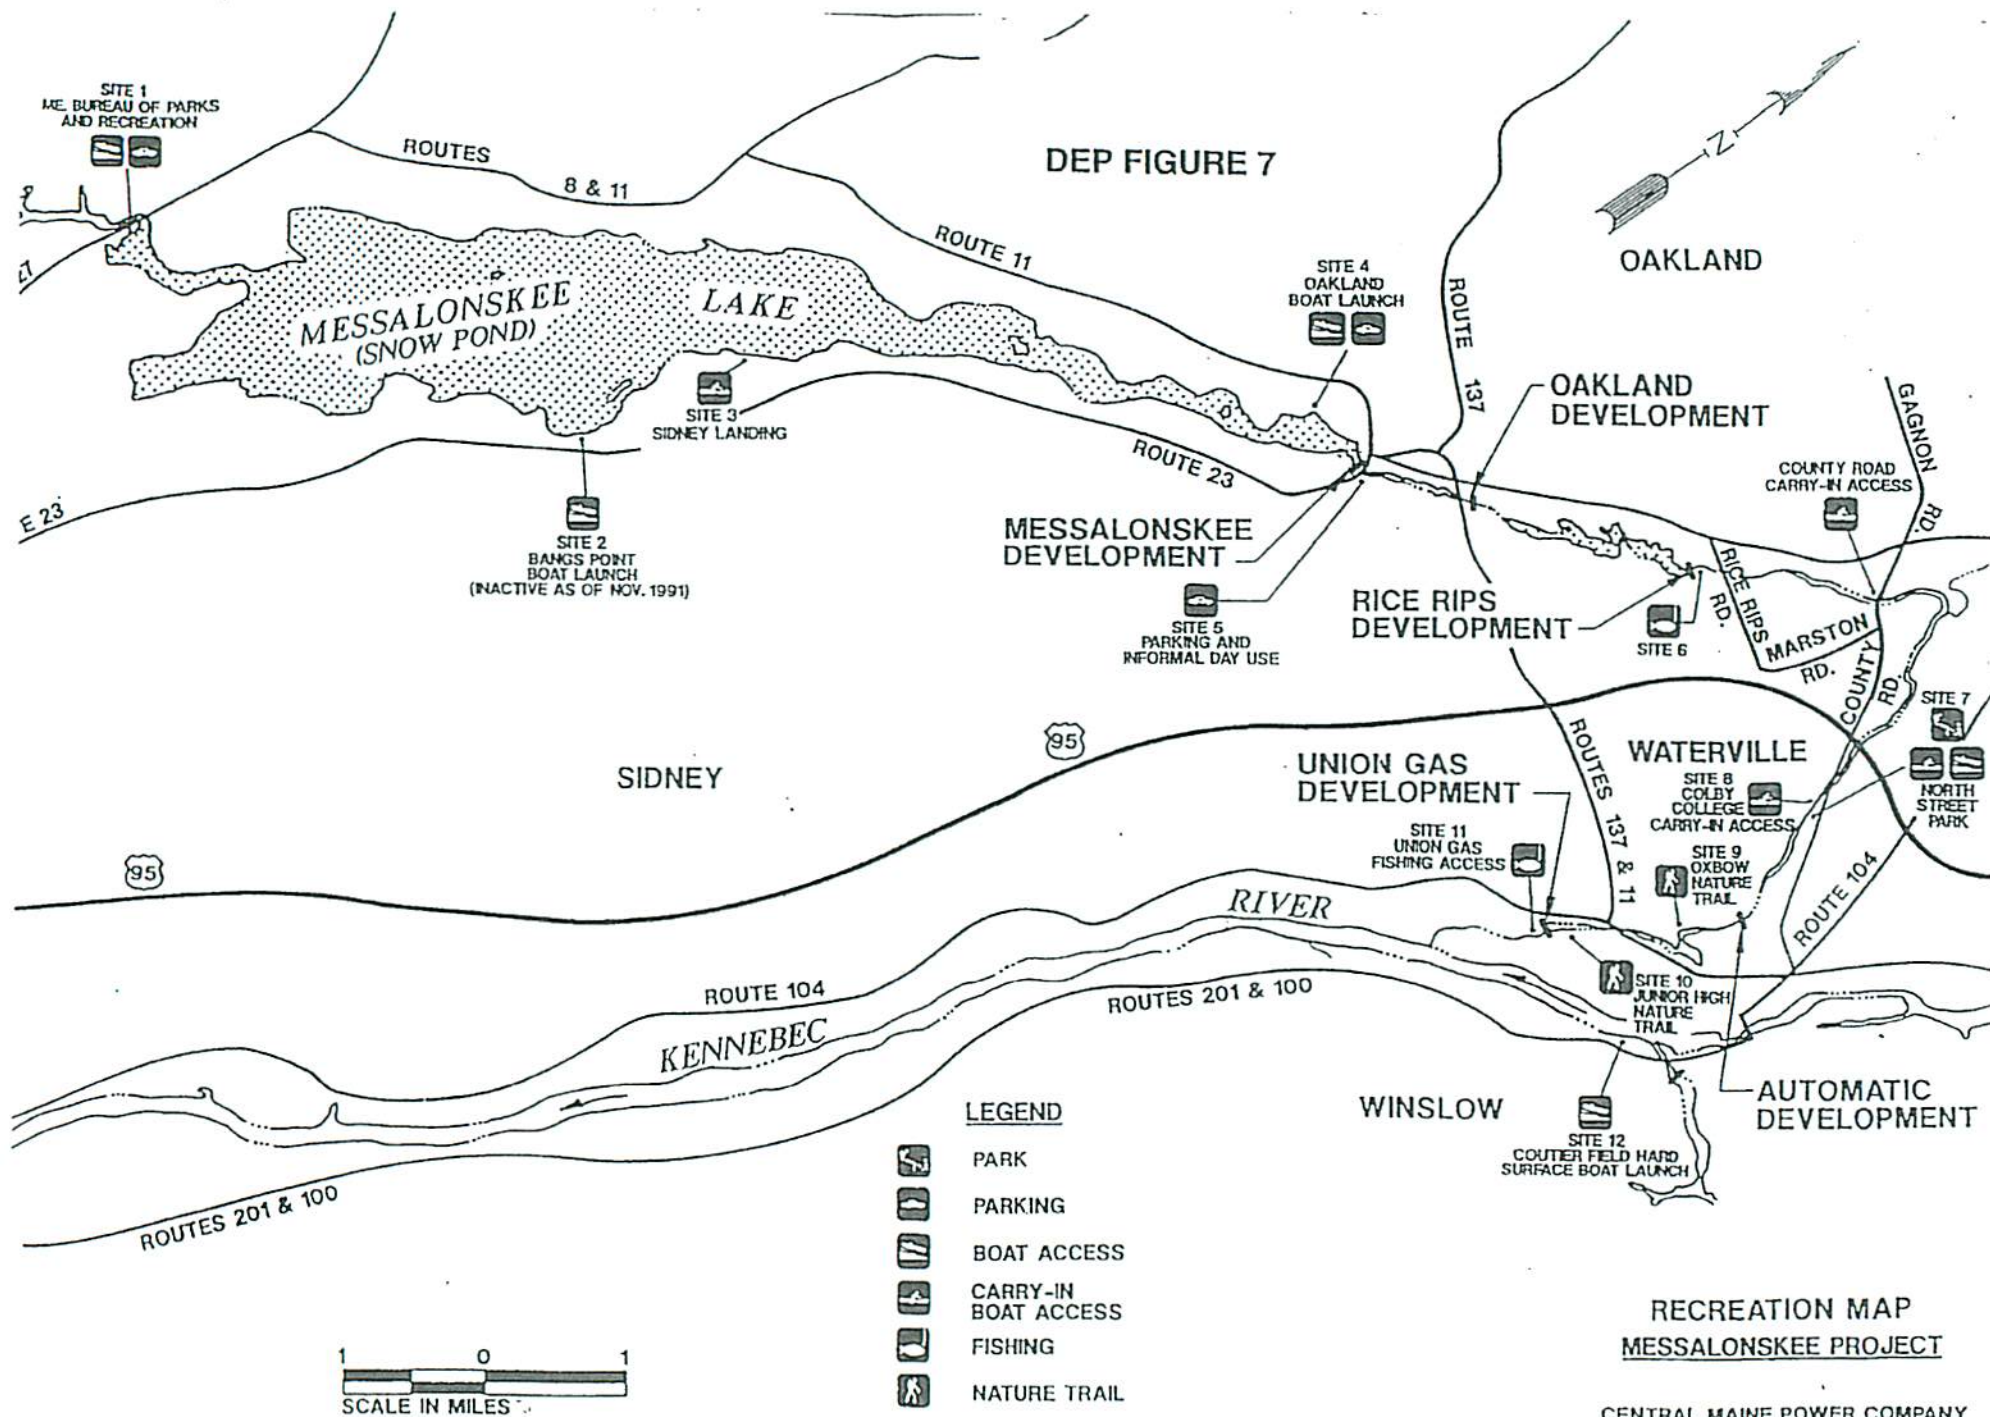 SITE 1
ME. BUREAU OF PARKS
AND RECREATION
ROUTES
8 & 11
DEP FIGURE 7
N
OAKLAND
ROUTE 11
SITE 4
OAKLAND
BOAT LAUNCH
ROUTE
137
MESSALONSKEE
(SNOW POND)
LAKE
SITE 3
SIDNEY LANDING
OAKLAND
DEVELOPMENT
GAGNON
RD.
COUNTY ROAD
CARRY-IN ACCESS
ROUTE 23
E 23
SITE 2
BANGS POINT
BOAT LAUNCH
(INACTIVE AS OF NOV. 1991)
MESSALONSKEE
DEVELOPMENT
SITE 5
PARKING AND
INFORMAL DAY USE
RICE RIPS
DEVELOPMENT
SITE 6
RICE RIPS
RD.
MARSTON
RD.
COUNTY
RD.
SITE 7
NORTH
STREET
PARK
95
SIDNEY
UNION GAS
DEVELOPMENT
ROUTES 137 & 11
WATERVILLE
SITE 8
COLBY
COLLEGE
CARRY-IN ACCESS
SITE 11
UNION GAS
FISHING ACCESS
SITE 9
OXBOW
NATURE
TRAIL
ROUTE 104
95
RIVER
ROUTE 104
ROUTES 201 & 100
SITE 10
JUNIOR HIGH
NATURE
TRAIL
KENNEBEC
WINSLOW
AUTOMATIC
DEVELOPMENT
SITE 12
COUTIER FIELD HARD
SURFACE BOAT LAUNCH
ROUTES 201 & 100
LEGEND
PARK
PARKING
BOAT ACCESS
CARRY-IN
BOAT ACCESS
FISHING
NATURE TRAIL
1 0 1
SCALE IN MILES
RECREATION MAP
MESSALONSKEE PROJECT
CENTRAL MAINE POWER COMPANY